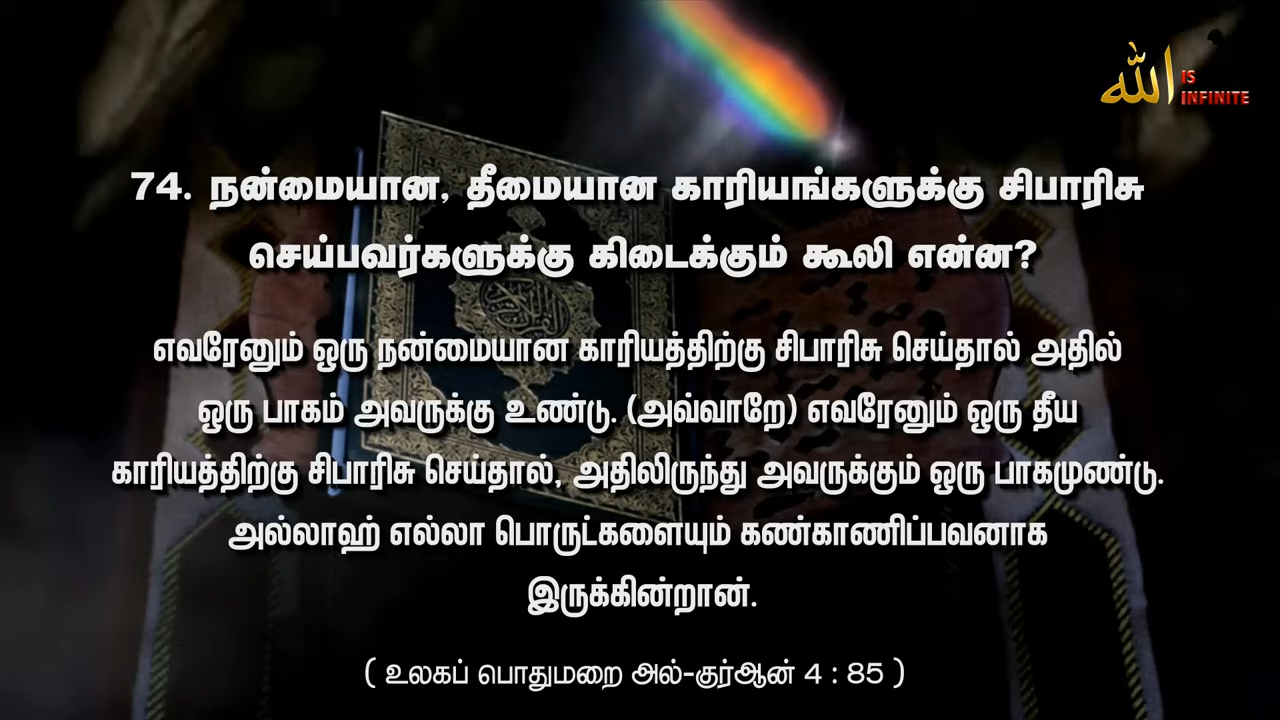 الله IS INFINITE
74. நன்மையான, தீமையான காரியங்களுக்கு சிபாரிசு
செய்பவர்களுக்கு கிடைக்கும் கூலி என்ன?
எவரேனும் ஒரு நன்மையான காரியத்திற்கு சிபாரிசு செய்தால் அதில்
ஒரு பாகம் அவருக்கு உண்டு. (அவ்வாறே) எவரேனும் ஒரு தீய
காரியத்திற்கு சிபாரிசு செய்தால், அதிலிருந்து அவருக்கும் ஒரு பாகமுண்டு.
அல்லாஹ் எல்லா பொருட்களையும் கண்காணிப்பவனாக
இருக்கின்றான்.
( உலகப் பொதுமறை அல்-குர்ஆன் 4 : 85 )